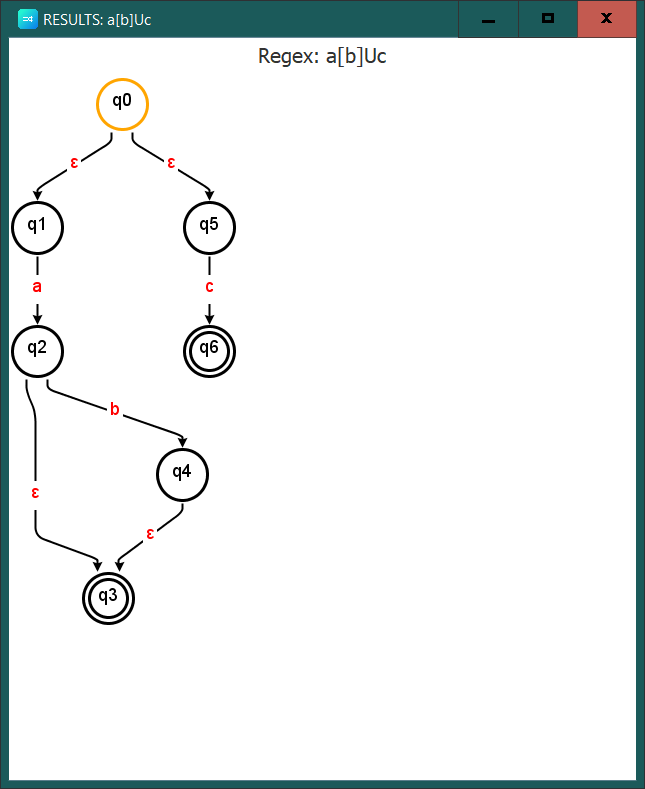 RESULTS: a[b]Uc
X
Regex: a[b]Uc
q0
ε ε
q1 q5
a c
q2 q6
b
q4
ε
ε
q3